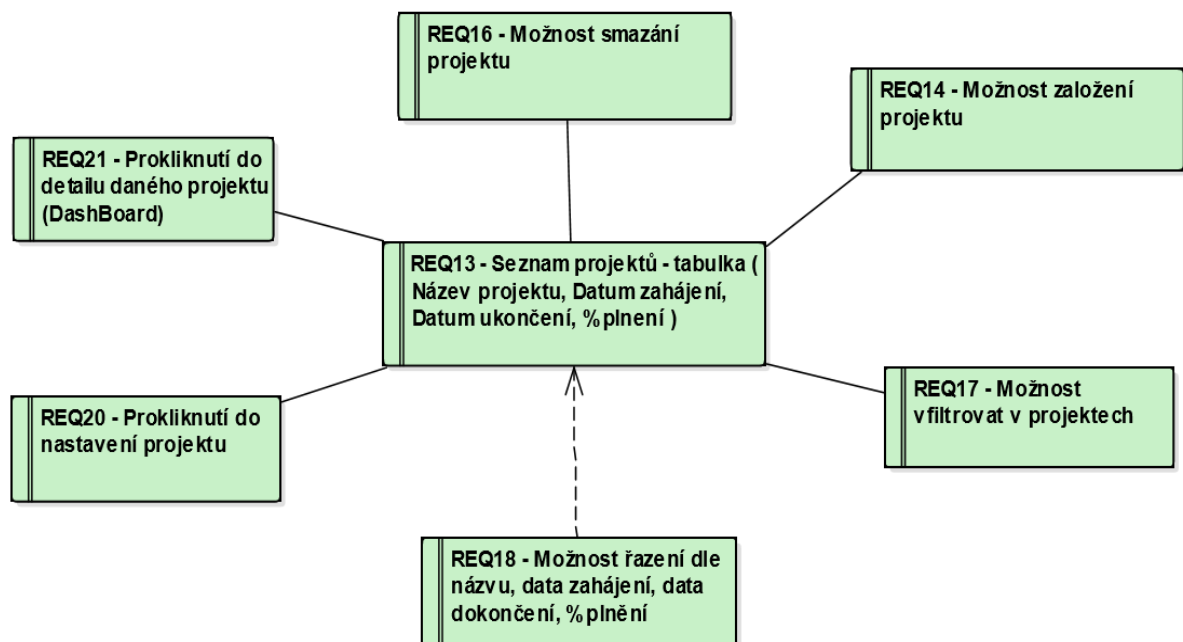 REQ16 - Možnost smazání
projektu
REQ14 - Možnost založení
projektu
REQ21 - Prokliknutí do
detailu daného projektu
(DashBoard)
REQ13 - Seznam projektů - tabulka (
Název projektu, Datum zahájení,
Datum ukončení, %plnení )
REQ20 - Prokliknutí do
nastavení projektu
REQ17 - Možnost
vfiltrovat v projektech
REQ18 - Možnost řazení dle
názvu, data zahájení, data
dokončení, %plnění